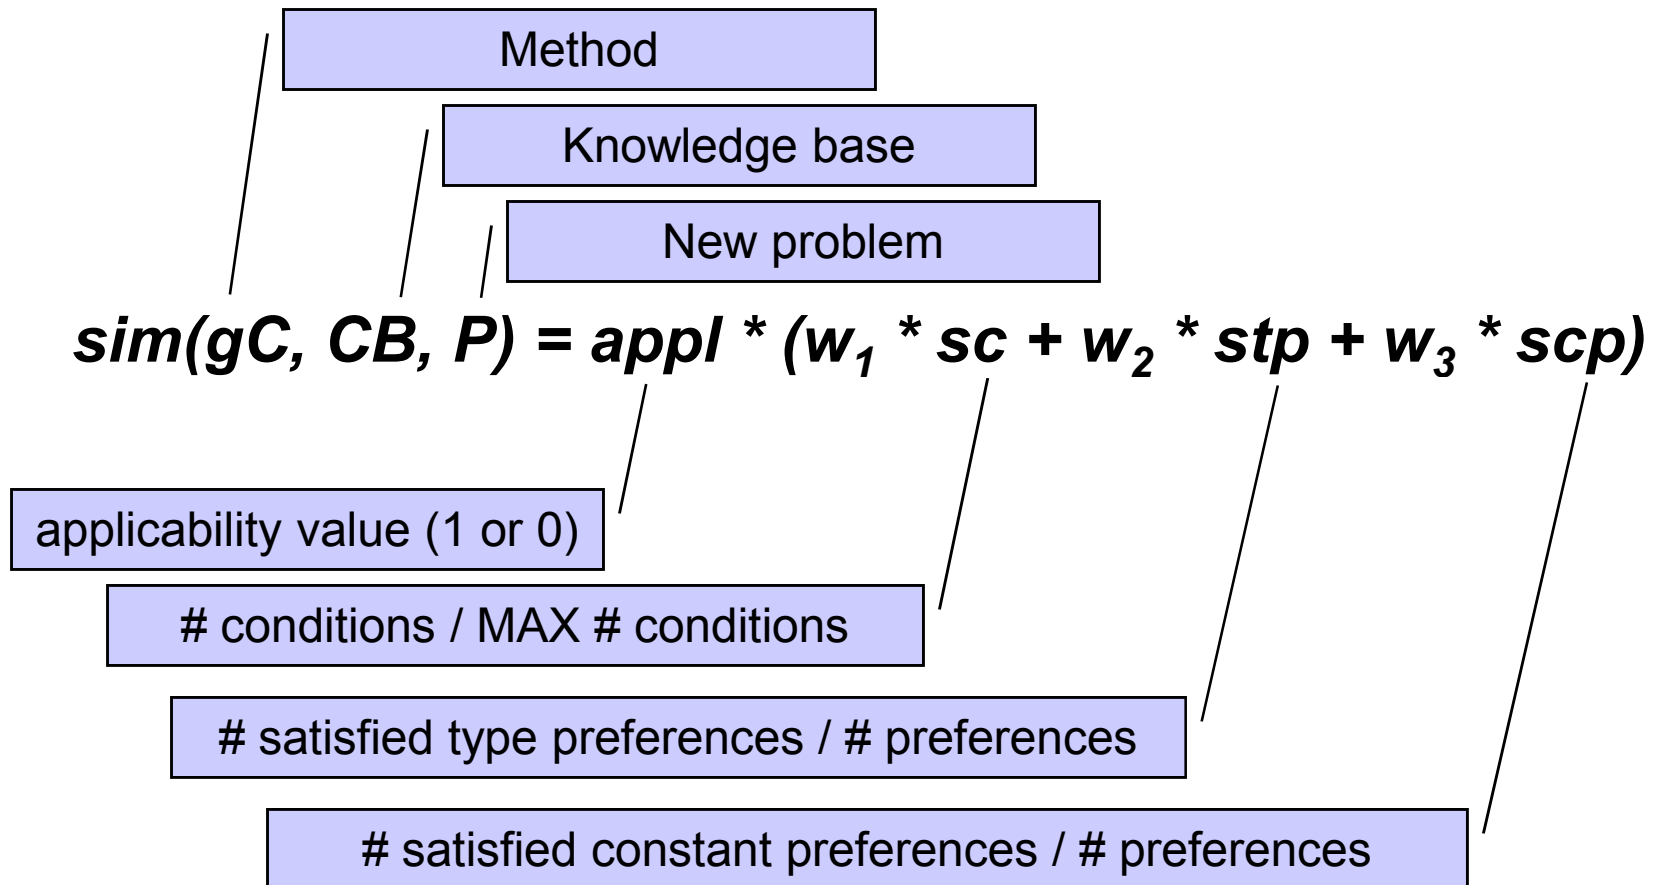 Method
Knowledge base
New problem
sim(gC, CB, P) = appl * (w₁ * sc + w₂ * stp + w₃ * scp)
applicability value (1 or 0)
# conditions / MAX # conditions
# satisfied type preferences / # preferences
# satisfied constant preferences / # preferences